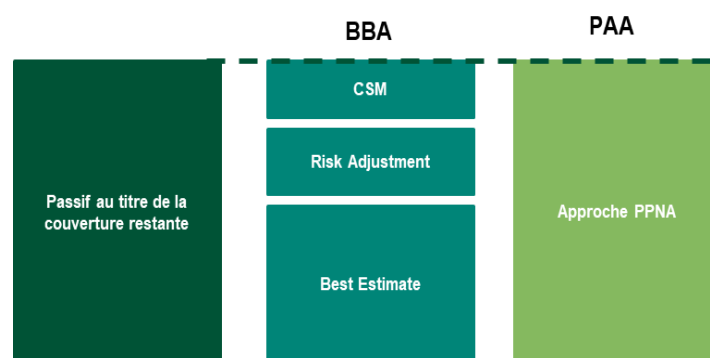 BBA
PAA
CSM
Risk Adjustment
Passif au titre de la
couverture restante
Approche PPNA
Best Estimate